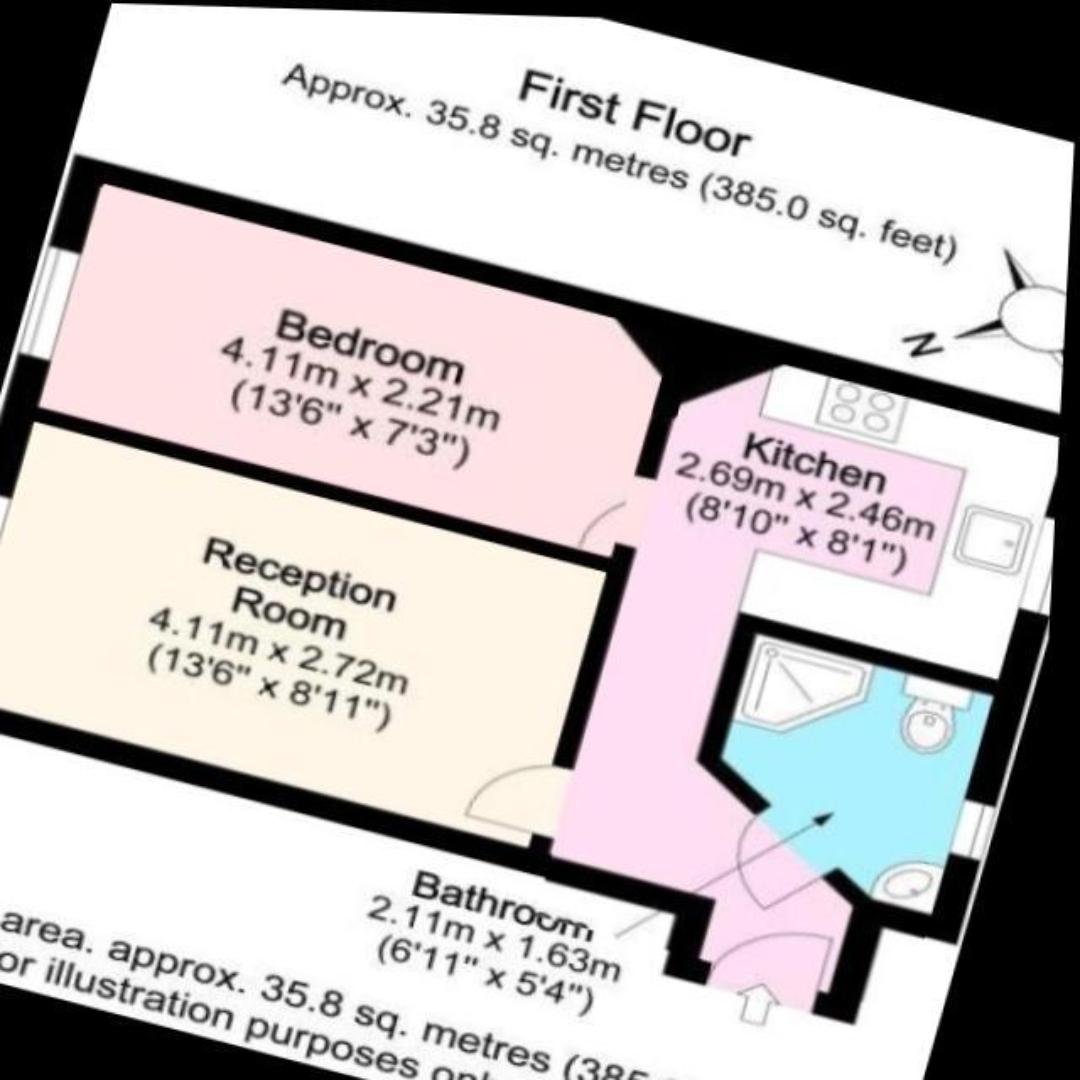 First Floor
Approx. 35.8 sq. metres (385.0 sq. feet)
N
Bedroom
4.11m x 2.21m
(13'6" x 7'3")
Kitchen
2.69m x 2.46m
(8'10" x 8'1")
Reception
Room
4.11m x 2.72m
(13'6" x 8'11")
Bathroom
2.11m x 1.63m
(6'11" x 5'4")
area. approx. 35.8 sq. metres (385
or illustration purposes